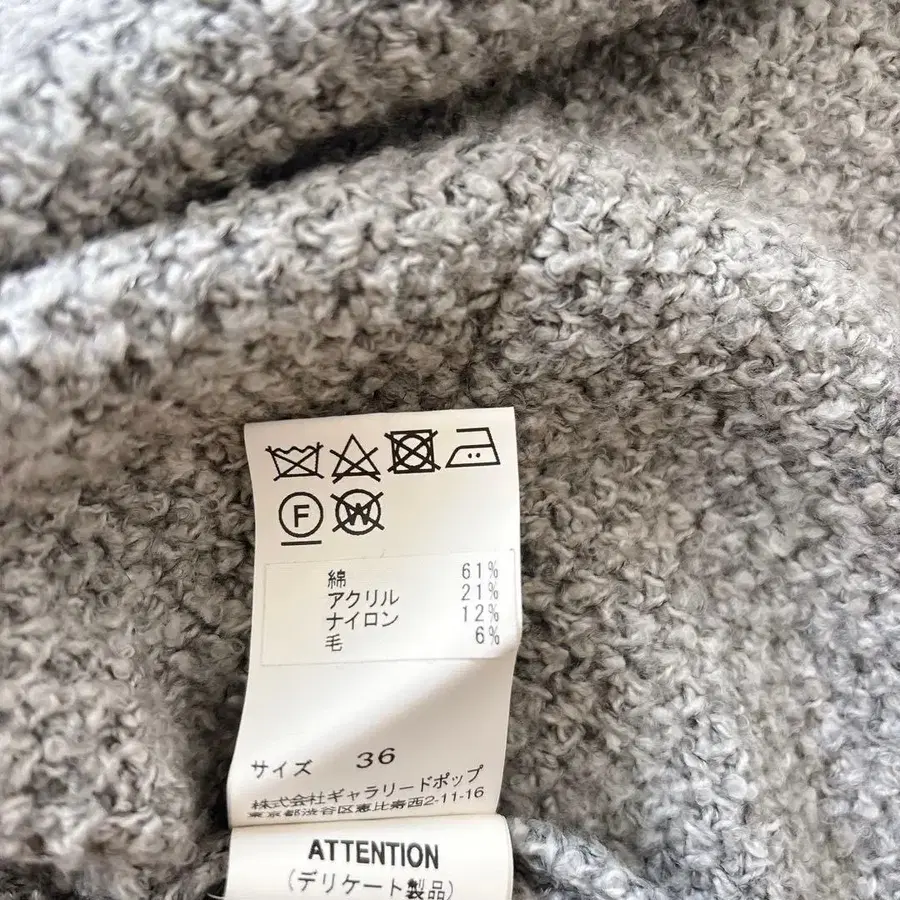 F W
綿 61%
アクリル 21%
ナイロン 12%
毛 6%
サイズ 36
株式会社ギャラリードポップ
東京都渋谷区恵比寿西2-11-16
ATTENTION
(デリケート製品)